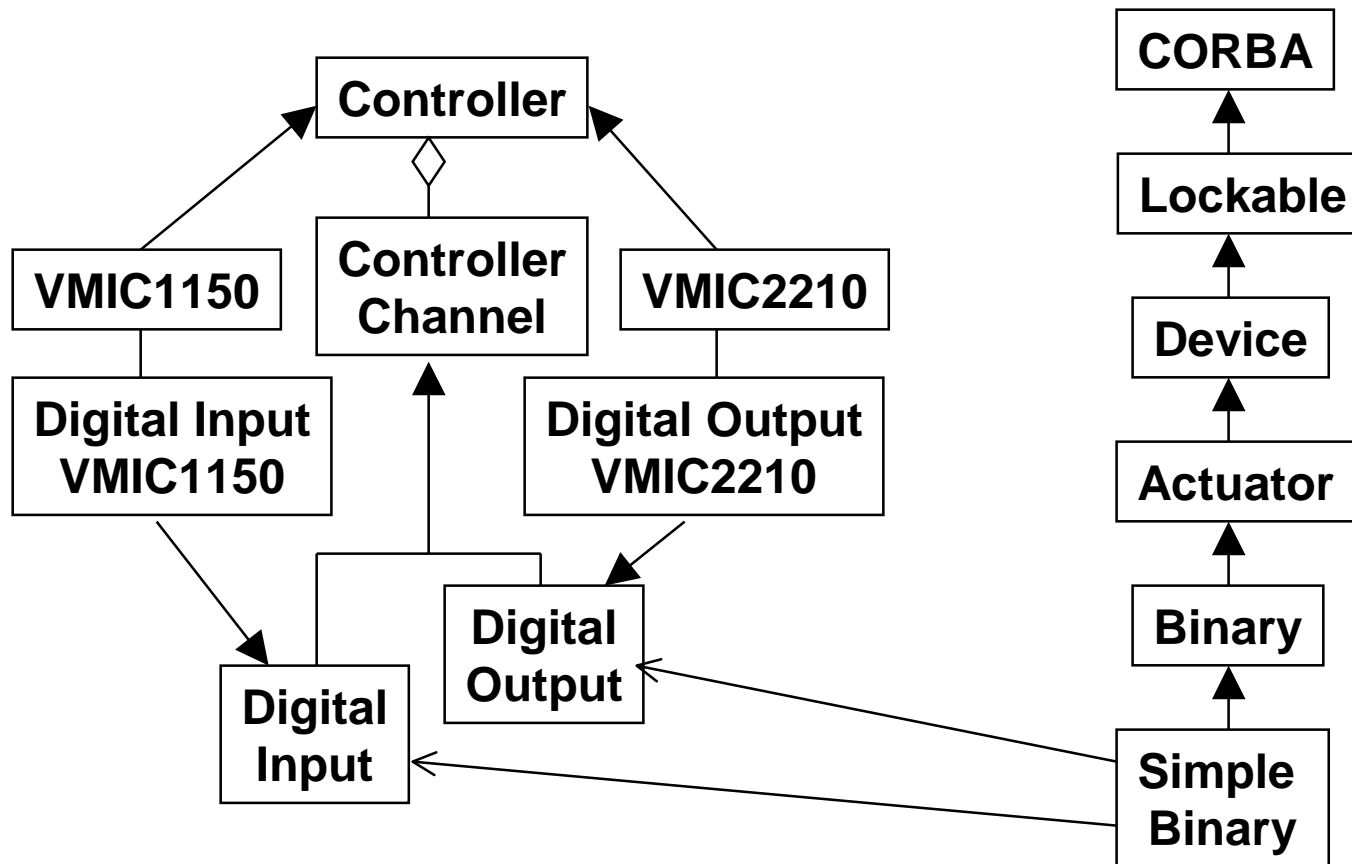 CORBA
Controller
Lockable
Controller
Channel
VMIC1150
VMIC2210
Device
Digital Input
VMIC1150
Digital Output
VMIC2210
Actuator
Binary
Digital
Output
Digital
Input
Simple
Binary